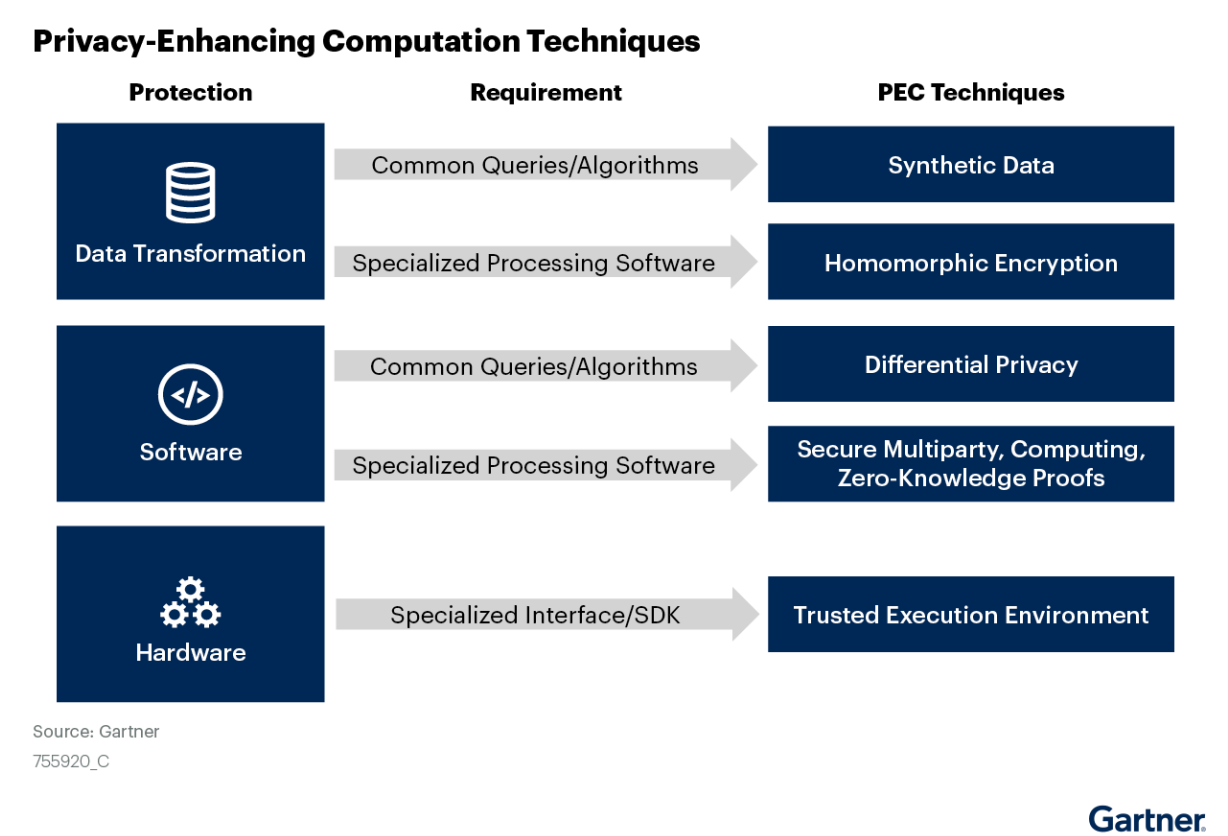 Privacy-Enhancing Computation Techniques
Protection
Requirement
PEC Techniques
Data Transformation
Common Queries/Algorithms
Synthetic Data
Specialized Processing Software
Homomorphic Encryption
</>
Software
Common Queries/Algorithms
Differential Privacy
Specialized Processing Software
Secure Multiparty, Computing,
Zero-Knowledge Proofs
Hardware
Specialized Interface/SDK
Trusted Execution Environment
Source: Gartner
755920_C
Gartner